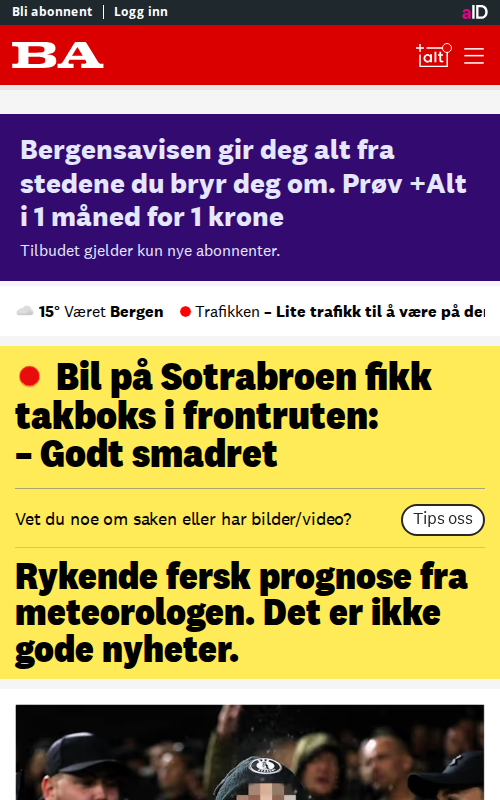 Bli abonnent | Logg inn
aID
BA
+alt
Bergensavisen gir deg alt fra
stedene du bryr deg om. Prøv +Alt
i 1 måned for 1 krone
Tilbudet gjelder kun nye abonnenter.
15° Været Bergen
Trafikken – Lite trafikk til å være på
Bil på Sotrabroen fikk
takboks i frontruten:
– Godt smadret
Vet du noe om saken eller har bilder/video?
Tips oss
Rykende fersk prognose fra
meteorologen. Det er ikke
gode nyheter.